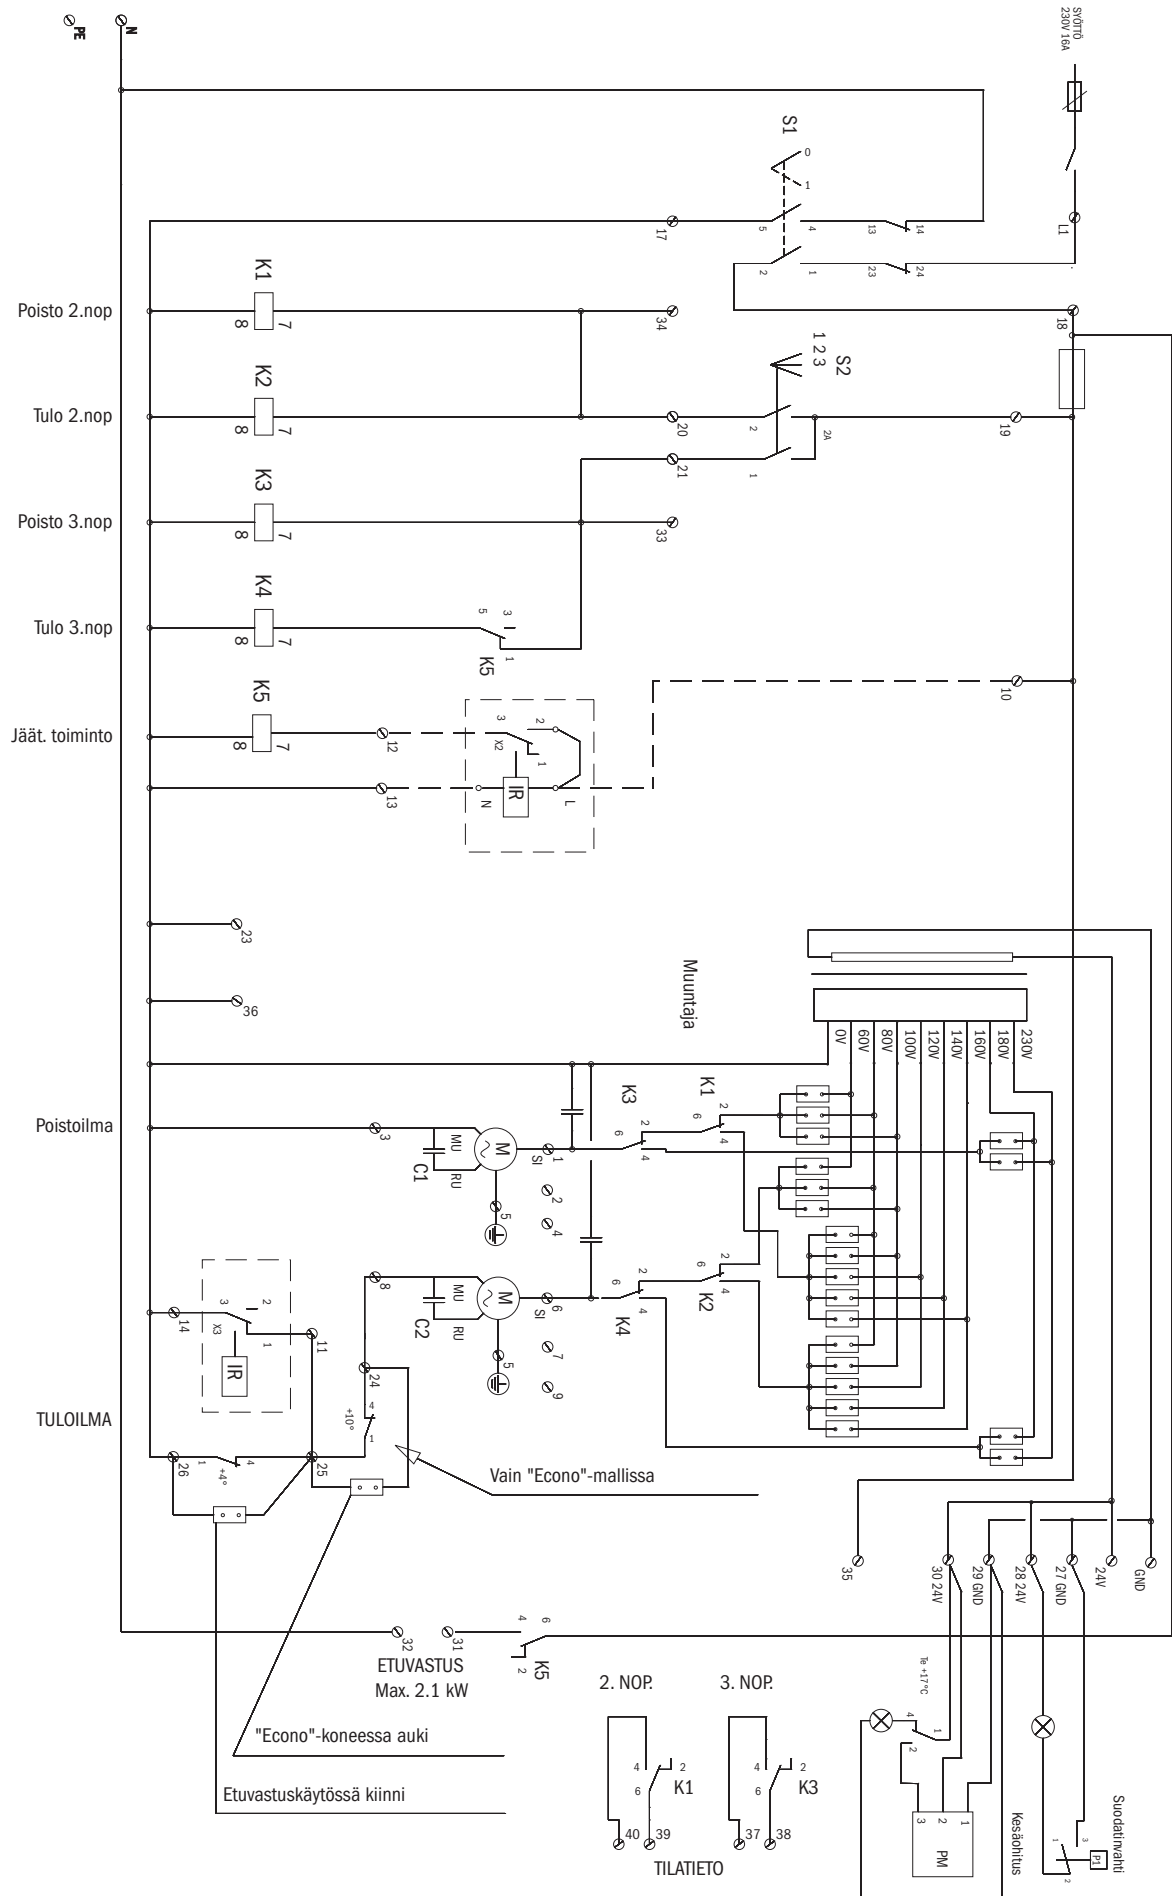 PE
N
SYÖTTÖ
230V 16A
S1
0
1
17
5
4
13
14
L1
2
1
23
24
K1
Poisto 2.nop
8
7
34
18
1 2 3
S2
K2
Tulo 2.nop
8
7
20
2
2A
19
21
1
K3
Poisto 3.nop
8
7
33
K4
Tulo 3.nop
8
7
5
3
1
K5
10
K5
Jäät. toiminto
8
7
12
3
2
X2
1
13
N
IR
L
23
36
Muuntaja
0V
60V
80V
100V
120V
140V
160V
180V
230V
K3
K1
Poistoilma
3
MU
C1
RU
M
SI
1
6
2
4
6
2
4
5
2
4
8
MU
C2
RU
M
SI
6
6
2
4
K4
6
2
4
K2
14
3
2
X3
1
IR
11
24
5
7
9
TULOILMA
+10°
4
1
26
1
+4°
4
25
Vain "Econo"-mallissa
35
30 24V
29 GND
28 24V
27 GND
24V
GND
32
31
4
6
2
K5
ETUVASTUS
Max. 2.1 kW
2. NOP.
3. NOP.
Te +17°C
"Econo"-koneessa auki
Etuvastuskäytössä kiinni
4
2
6
K1
40
39
4
2
6
K3
37
38
TILATIETO
4
1
2
3
2
1
PM
Kesäohitus
Suodatinvahti
3
1
2
P1